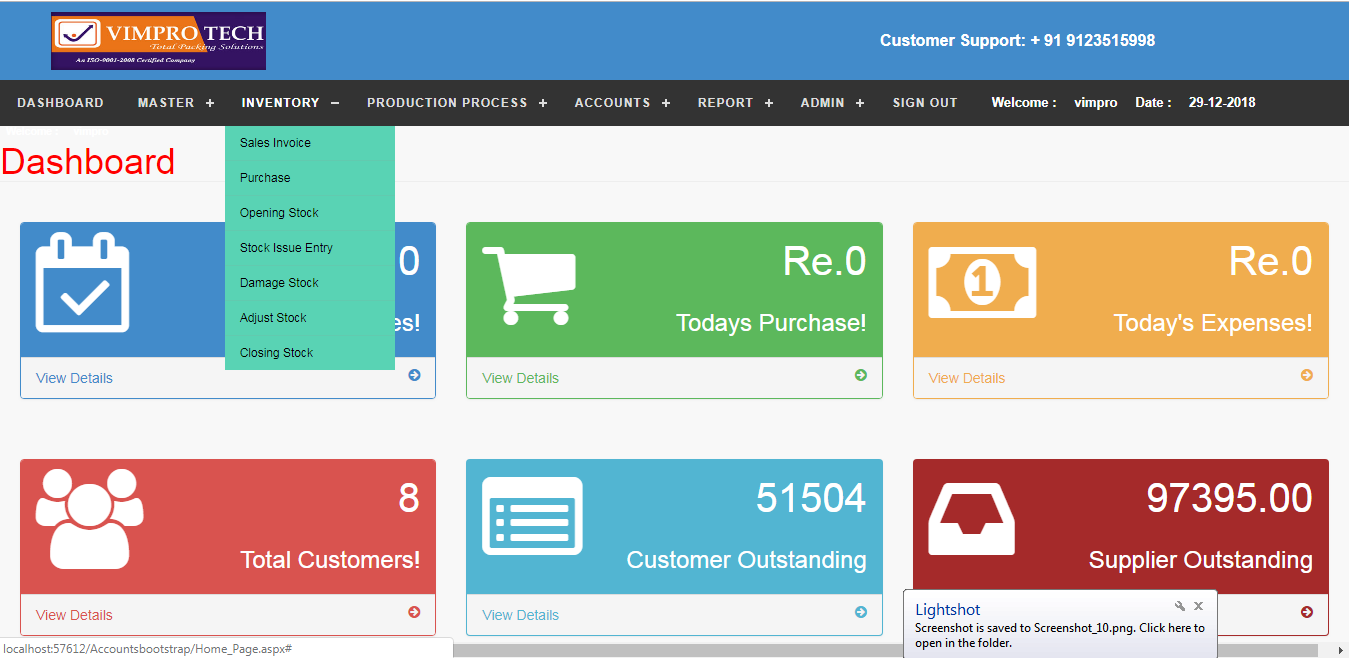 VIMPRO TECH
Total Packing Solutions
An ISO-9001-2008 Certified Company
Customer Support: + 91 9123515998
DASHBOARD MASTER + INVENTORY − PRODUCTION PROCESS + ACCOUNTS + REPORT + ADMIN + SIGN OUT Welcome : vimpro Date : 29-12-2018
Welcome : vimpro
Dashboard
Sales Invoice
Purchase
Opening Stock
Stock Issue Entry
Damage Stock
Adjust Stock
Closing Stock
0
es!
View Details
Re.0
Todays Purchase!
View Details
Re.0
1
Today's Expenses!
View Details
8
Total Customers!
View Details
51504
Customer Outstanding
View Details
97395.00
Supplier Outstanding
Lightshot
Screenshot is saved to Screenshot_10.png. Click here to
open in the folder.
localhost:57612/Accountsbootstrap/Home_Page.aspx#